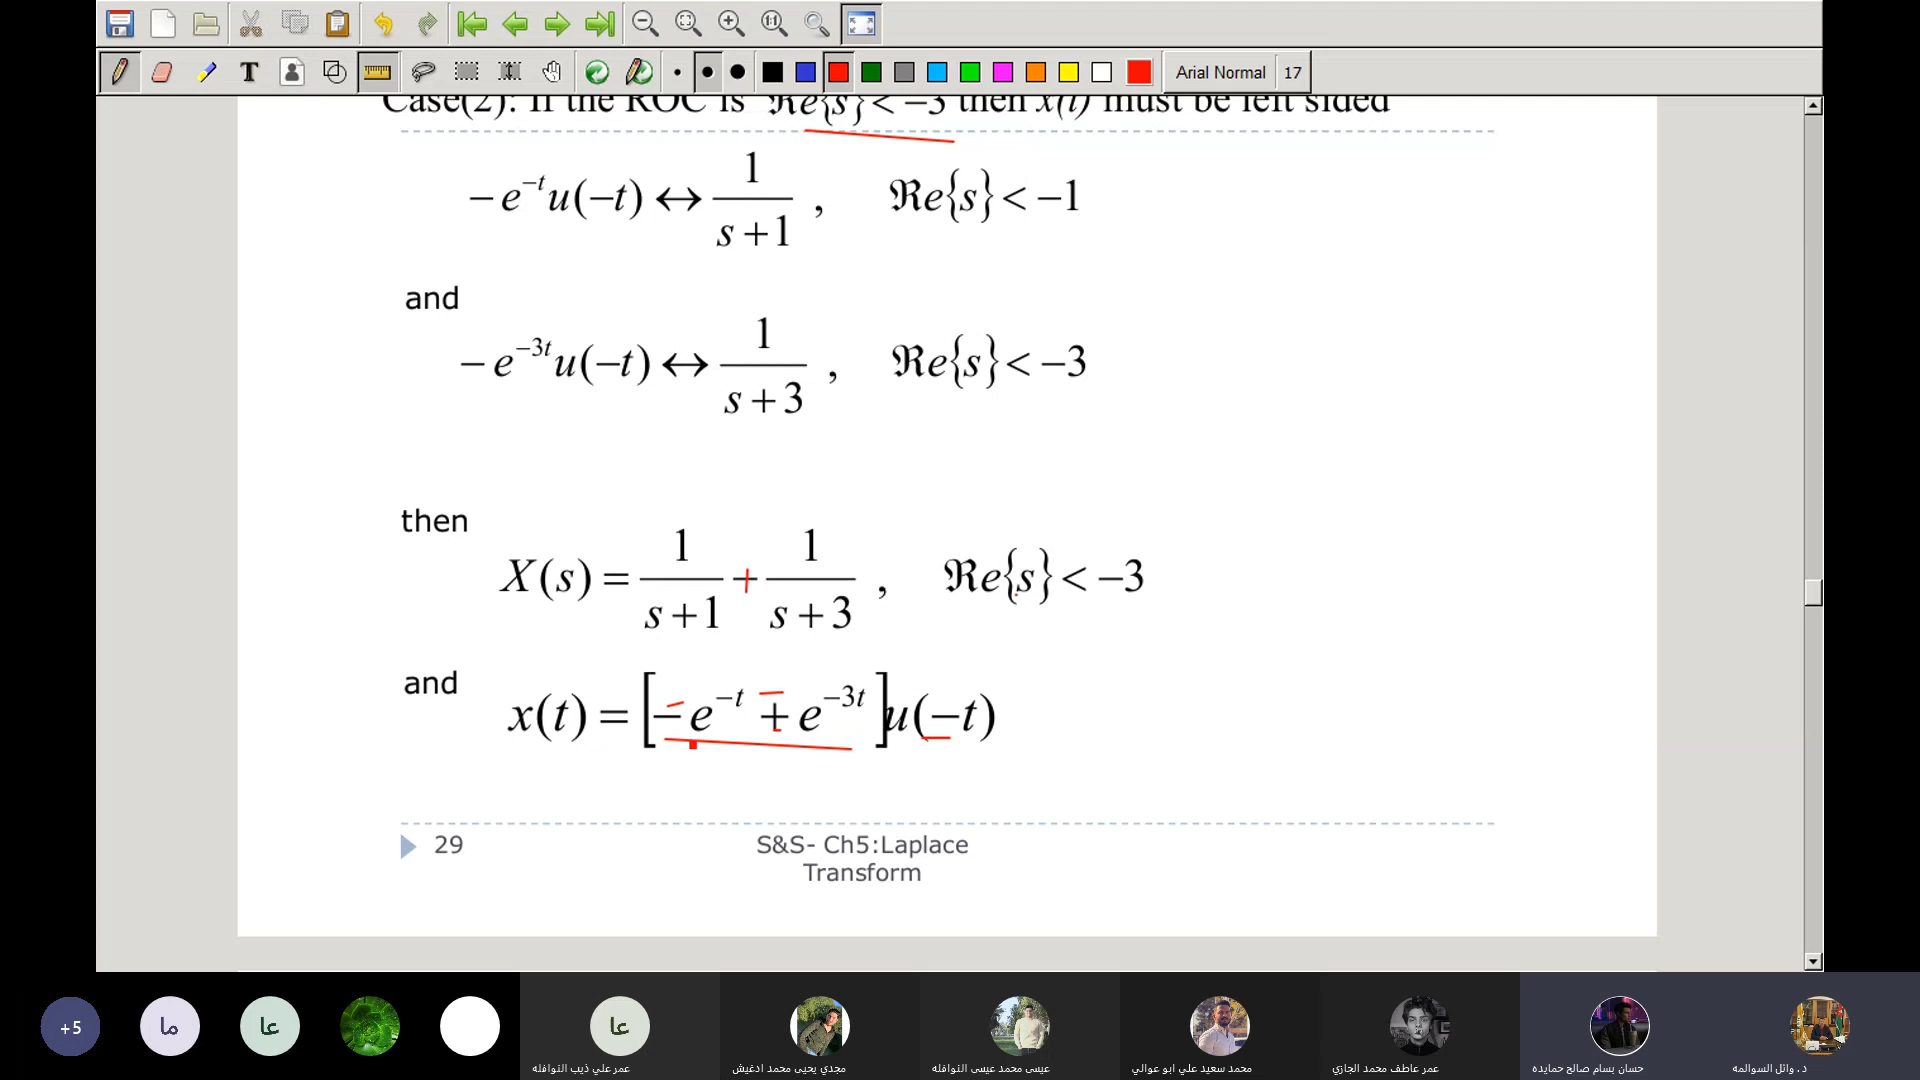 T
Arial Normal 17
Case(2): If the ROC is ℜe{s} < −3 then x(t) must be left sided
−e^{−t}u(−t) ↔ 1/(s+1) , ℜe{s} < −1
and
−e^{−3t}u(−t) ↔ 1/(s+3) , ℜe{s} < −3
then
X(s) = 1/(s+1) + 1/(s+3) , ℜe{s} < −3
and
x(t) = [−e^{−t} + e^{−3t}]u(−t)
29
S&S- Ch5:Laplace
Transform
+5
ما
عا
عا
عمر علي ذيب النوافله
مجدي يحيى محمد ادغيش
عيسى محمد عيسى النوافله
محمد سعيد علي ابو عوالي
عمر عاطف محمد الجازي
حسان بسام صالح حمايده
د. وائل السوالمه